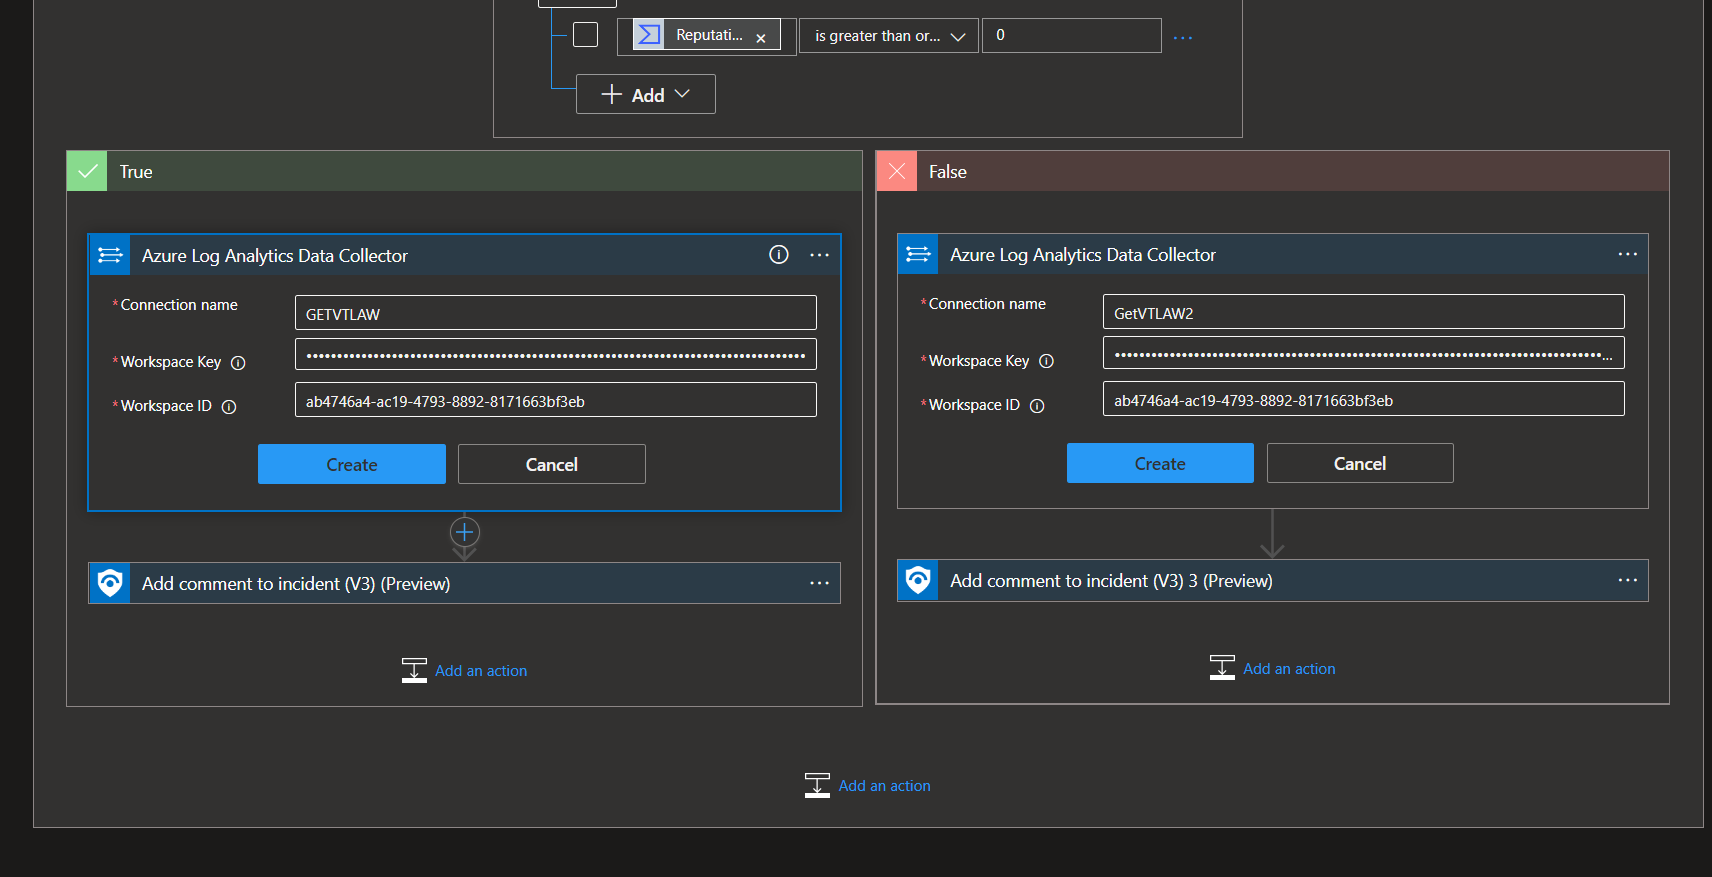 Reputati... × is greater than or... 0 ...
Add
True
Azure Log Analytics Data Collector
*Connection name GETVTLAW
*Workspace Key ••••••••••••••••••••••••••••••••••••••••••••••••••••••••••••••••••••••••••••••••••••••••
*Workspace ID ab4746a4-ac19-4793-8892-8171663bf3eb
Create Cancel
Add comment to incident (V3) (Preview)
Add an action
False
Azure Log Analytics Data Collector
*Connection name GetVTLAW2
*Workspace Key ••••••••••••••••••••••••••••••••••••••••••••••••••••••••••••••••••••••••••••••••••••••...
*Workspace ID ab4746a4-ac19-4793-8892-8171663bf3eb
Create Cancel
Add comment to incident (V3) 3 (Preview)
Add an action
Add an action